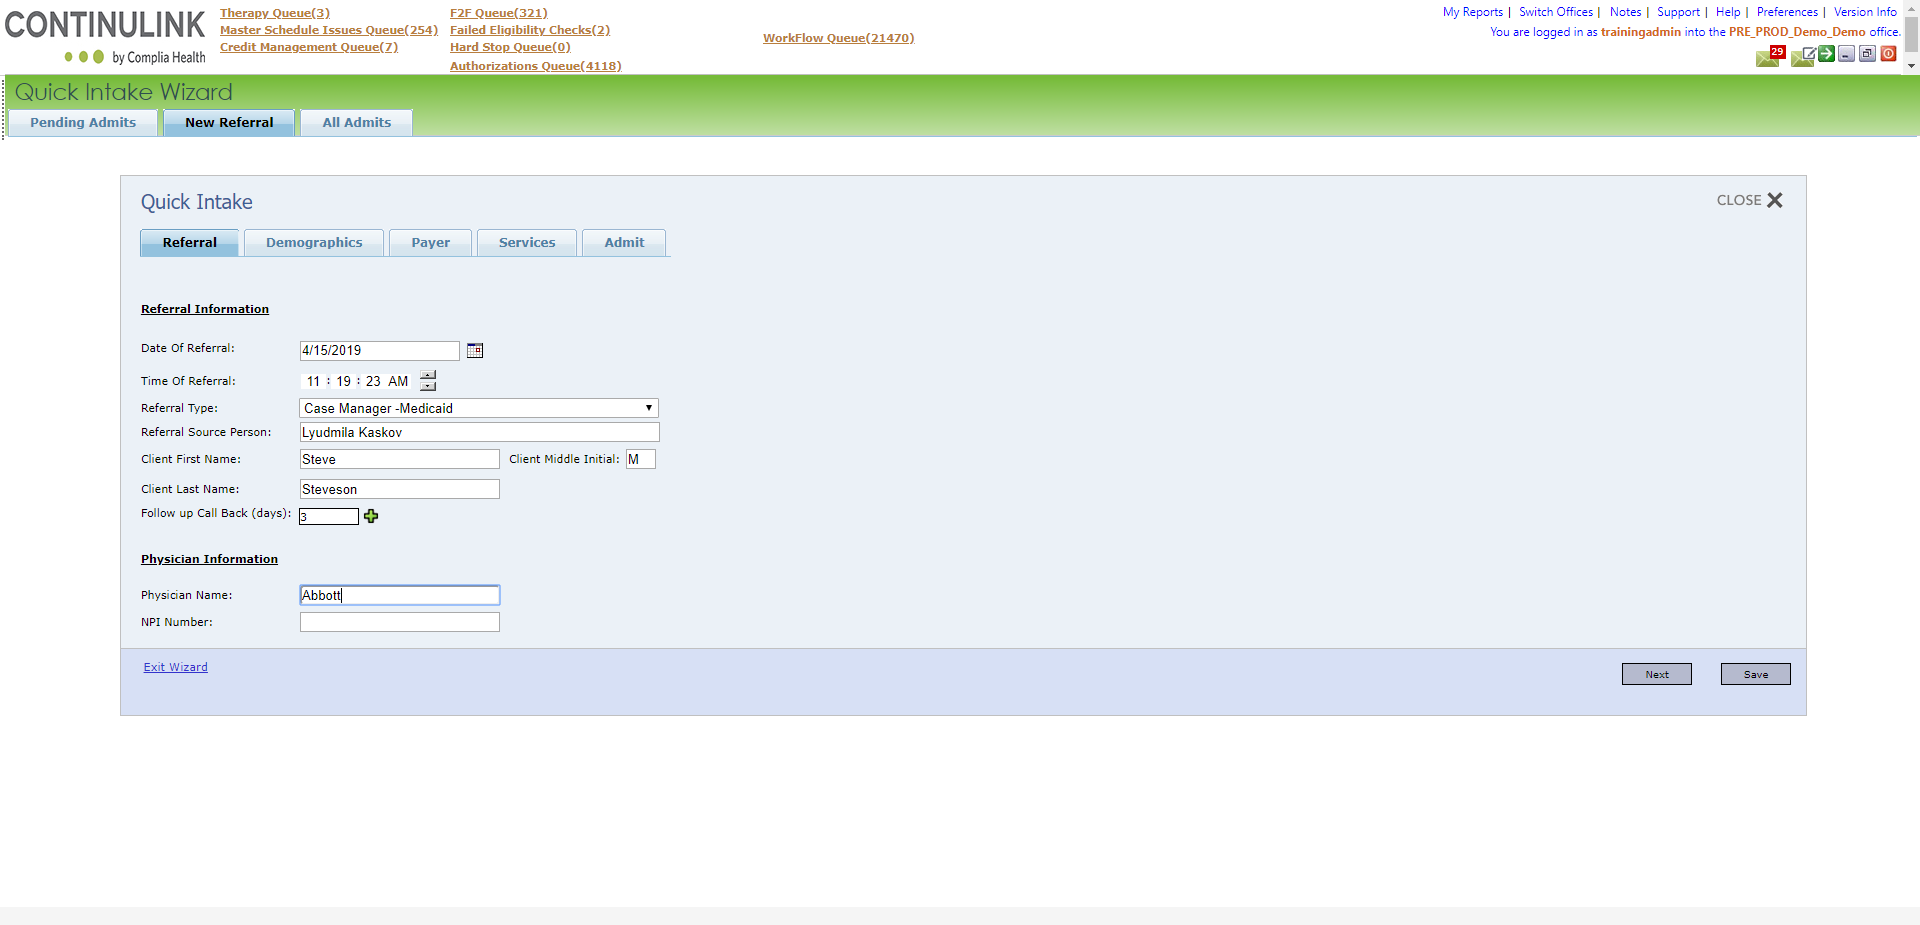 CONTINULINK
by Complia Health
Therapy Queue(3)
Master Schedule Issues Queue(254)
Credit Management Queue(7)
F2F Queue(321)
Failed Eligibility Checks(2)
Hard Stop Queue(0)
Authorizations Queue(4118)
WorkFlow Queue(21470)
My Reports | Switch Offices | Notes | Support | Help | Preferences | Version Info
You are logged in as trainingadmin into the PRE_PROD_Demo_Demo office.
29
Quick Intake Wizard
Pending Admits New Referral All Admits
Quick Intake
CLOSE
Referral Demographics Payer Services Admit
Referral Information
Date Of Referral: 4/15/2019
Time Of Referral: 11 : 19 : 23 AM
Referral Type: Case Manager -Medicaid
Referral Source Person: Lyudmila Kaskov
Client First Name: Steve Client Middle Initial: M
Client Last Name: Steveson
Follow up Call Back (days): 3
Physician Information
Physician Name: Abbott
NPI Number:
Exit Wizard Next Save